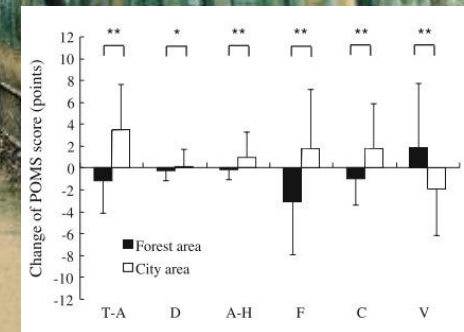 ** * ** ** ** **
12
10
8
6
4
2
0
-2
-4
-6
-8
-10
-12
Change of POMS score (points)
Forest area
City area
T-A D A-H F C V